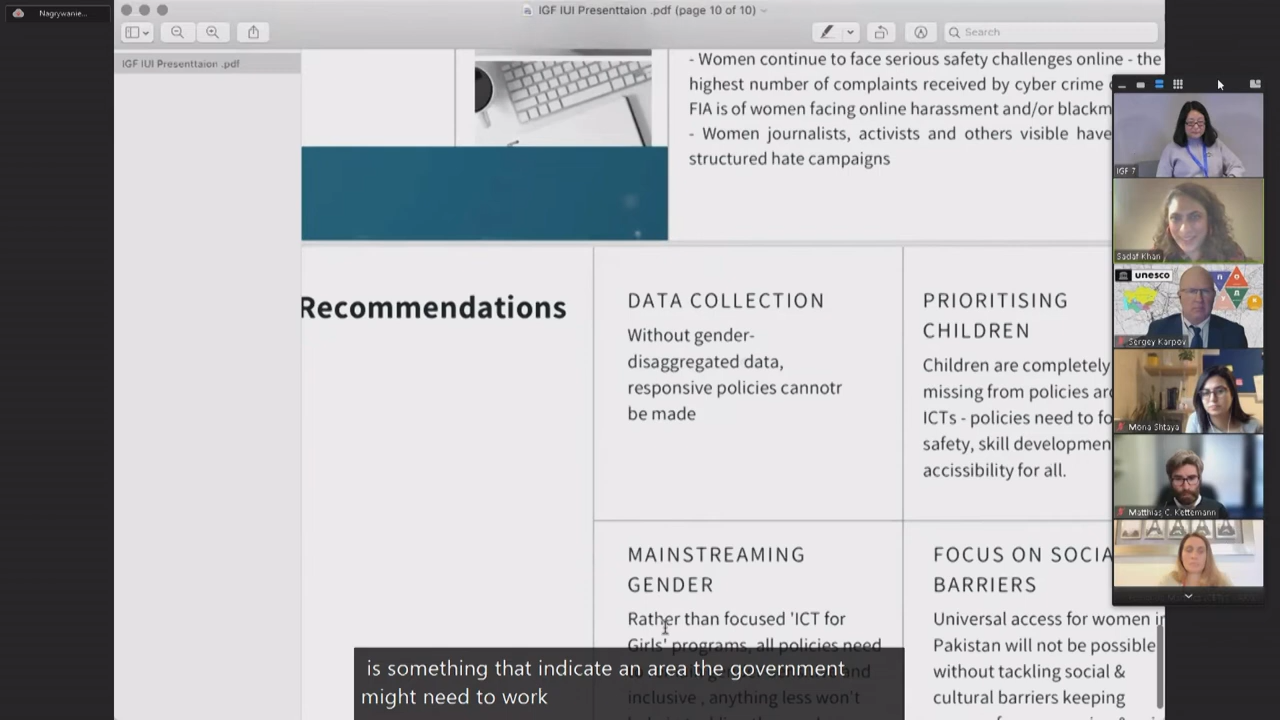 Nagrywanie...
IGF IUI Presenttaion .pdf (page 10 of 10)
Search
IGF IUI Presenttaion .pdf
- Women continue to face serious safety challenges online - the
highest number of complaints received by cyber crime
FIA is of women facing online harassment and/or blackm
- Women journalists, activists and others visible have
structured hate campaigns
Recommendations
DATA COLLECTION
Without gender-
disaggregated data,
responsive policies cannotr
be made
PRIORITISING
CHILDREN
Children are completely
missing from policies arc
ICTs - policies need to fo
safety, skill developmen
accissibility for all.
MAINSTREAMING
GENDER
Rather than focused 'ICT for
Girls' programs, all policies need
inclusive , anything less won't
FOCUS ON SOCIA
BARRIERS
Universal access for women in
Pakistan will not be possible
without tackling social &
cultural barriers keeping
is something that indicate an area the government
might need to work
IGF 7
Sadaf Khan
unesco
Sergey Karpov
Mona Shtaya
Matthias C. Kettemann